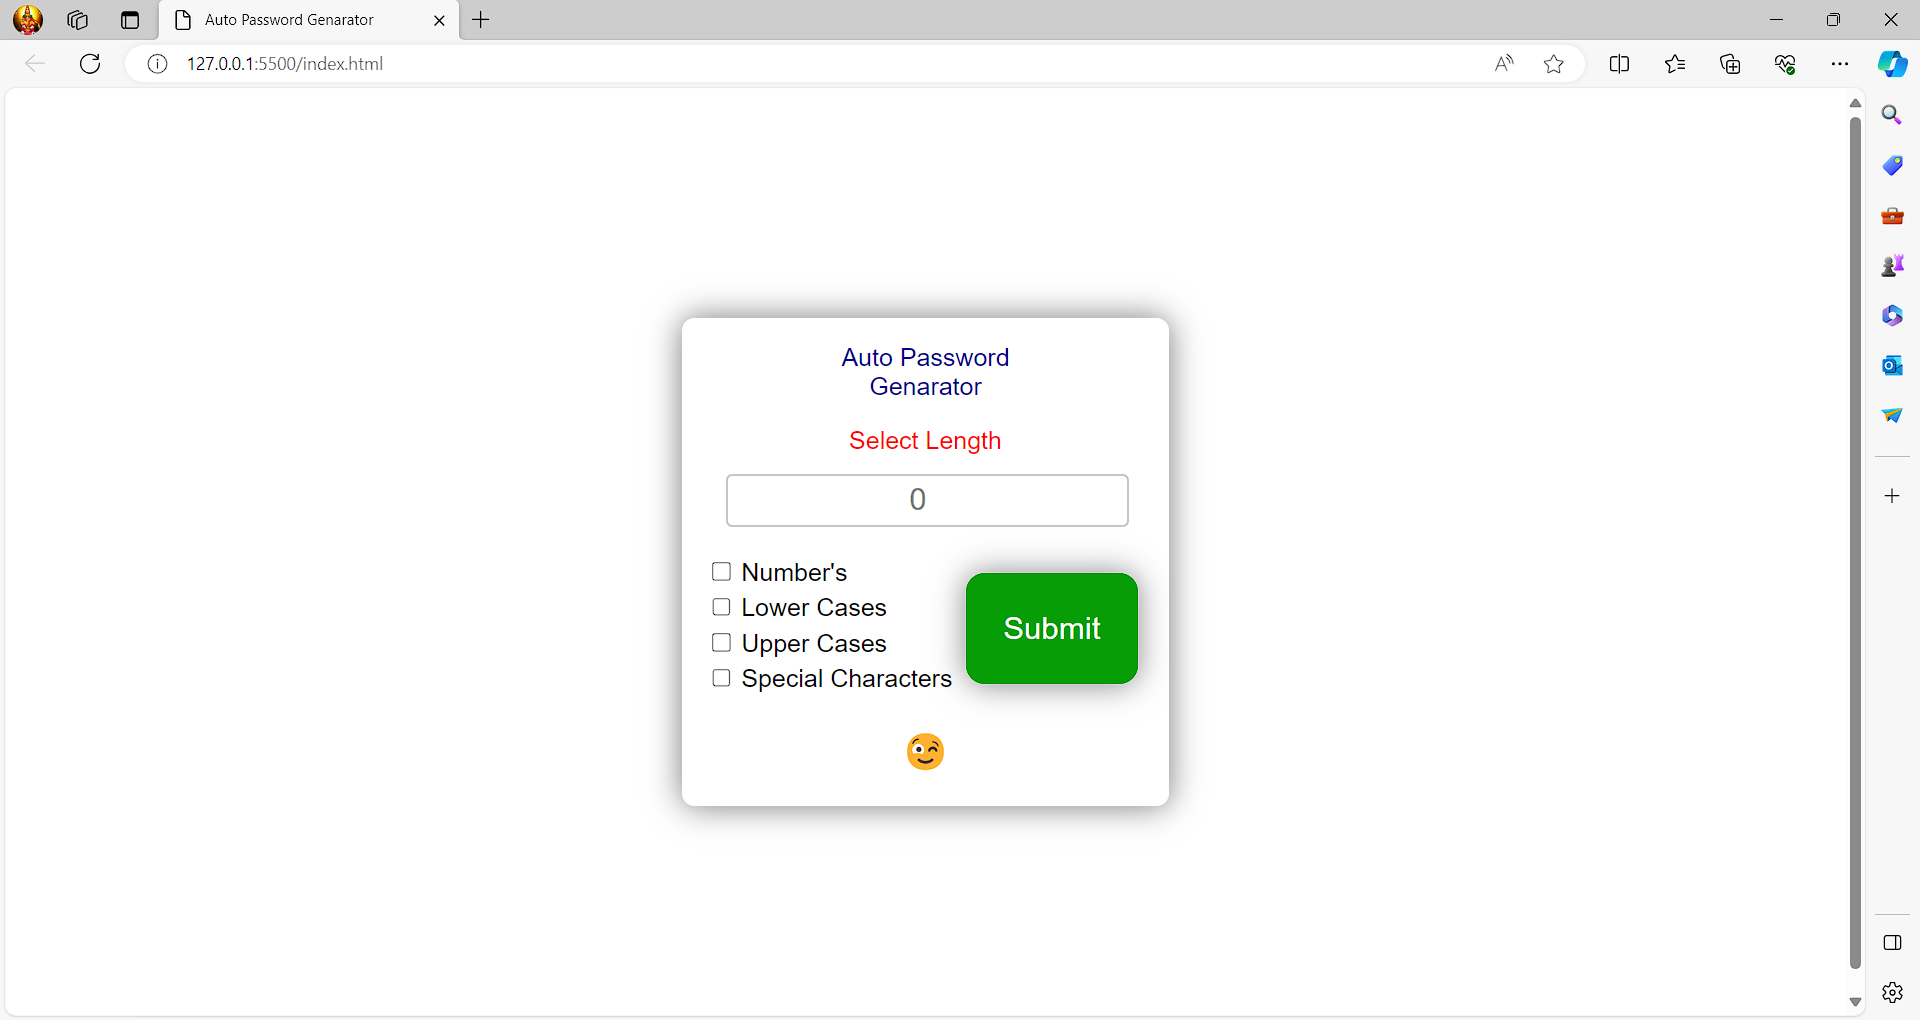 Auto Password Genarator
127.0.0.1:5500/index.html
Auto Password
Genarator
Select Length
0
Number's
Lower Cases
Upper Cases
Special Characters
Submit